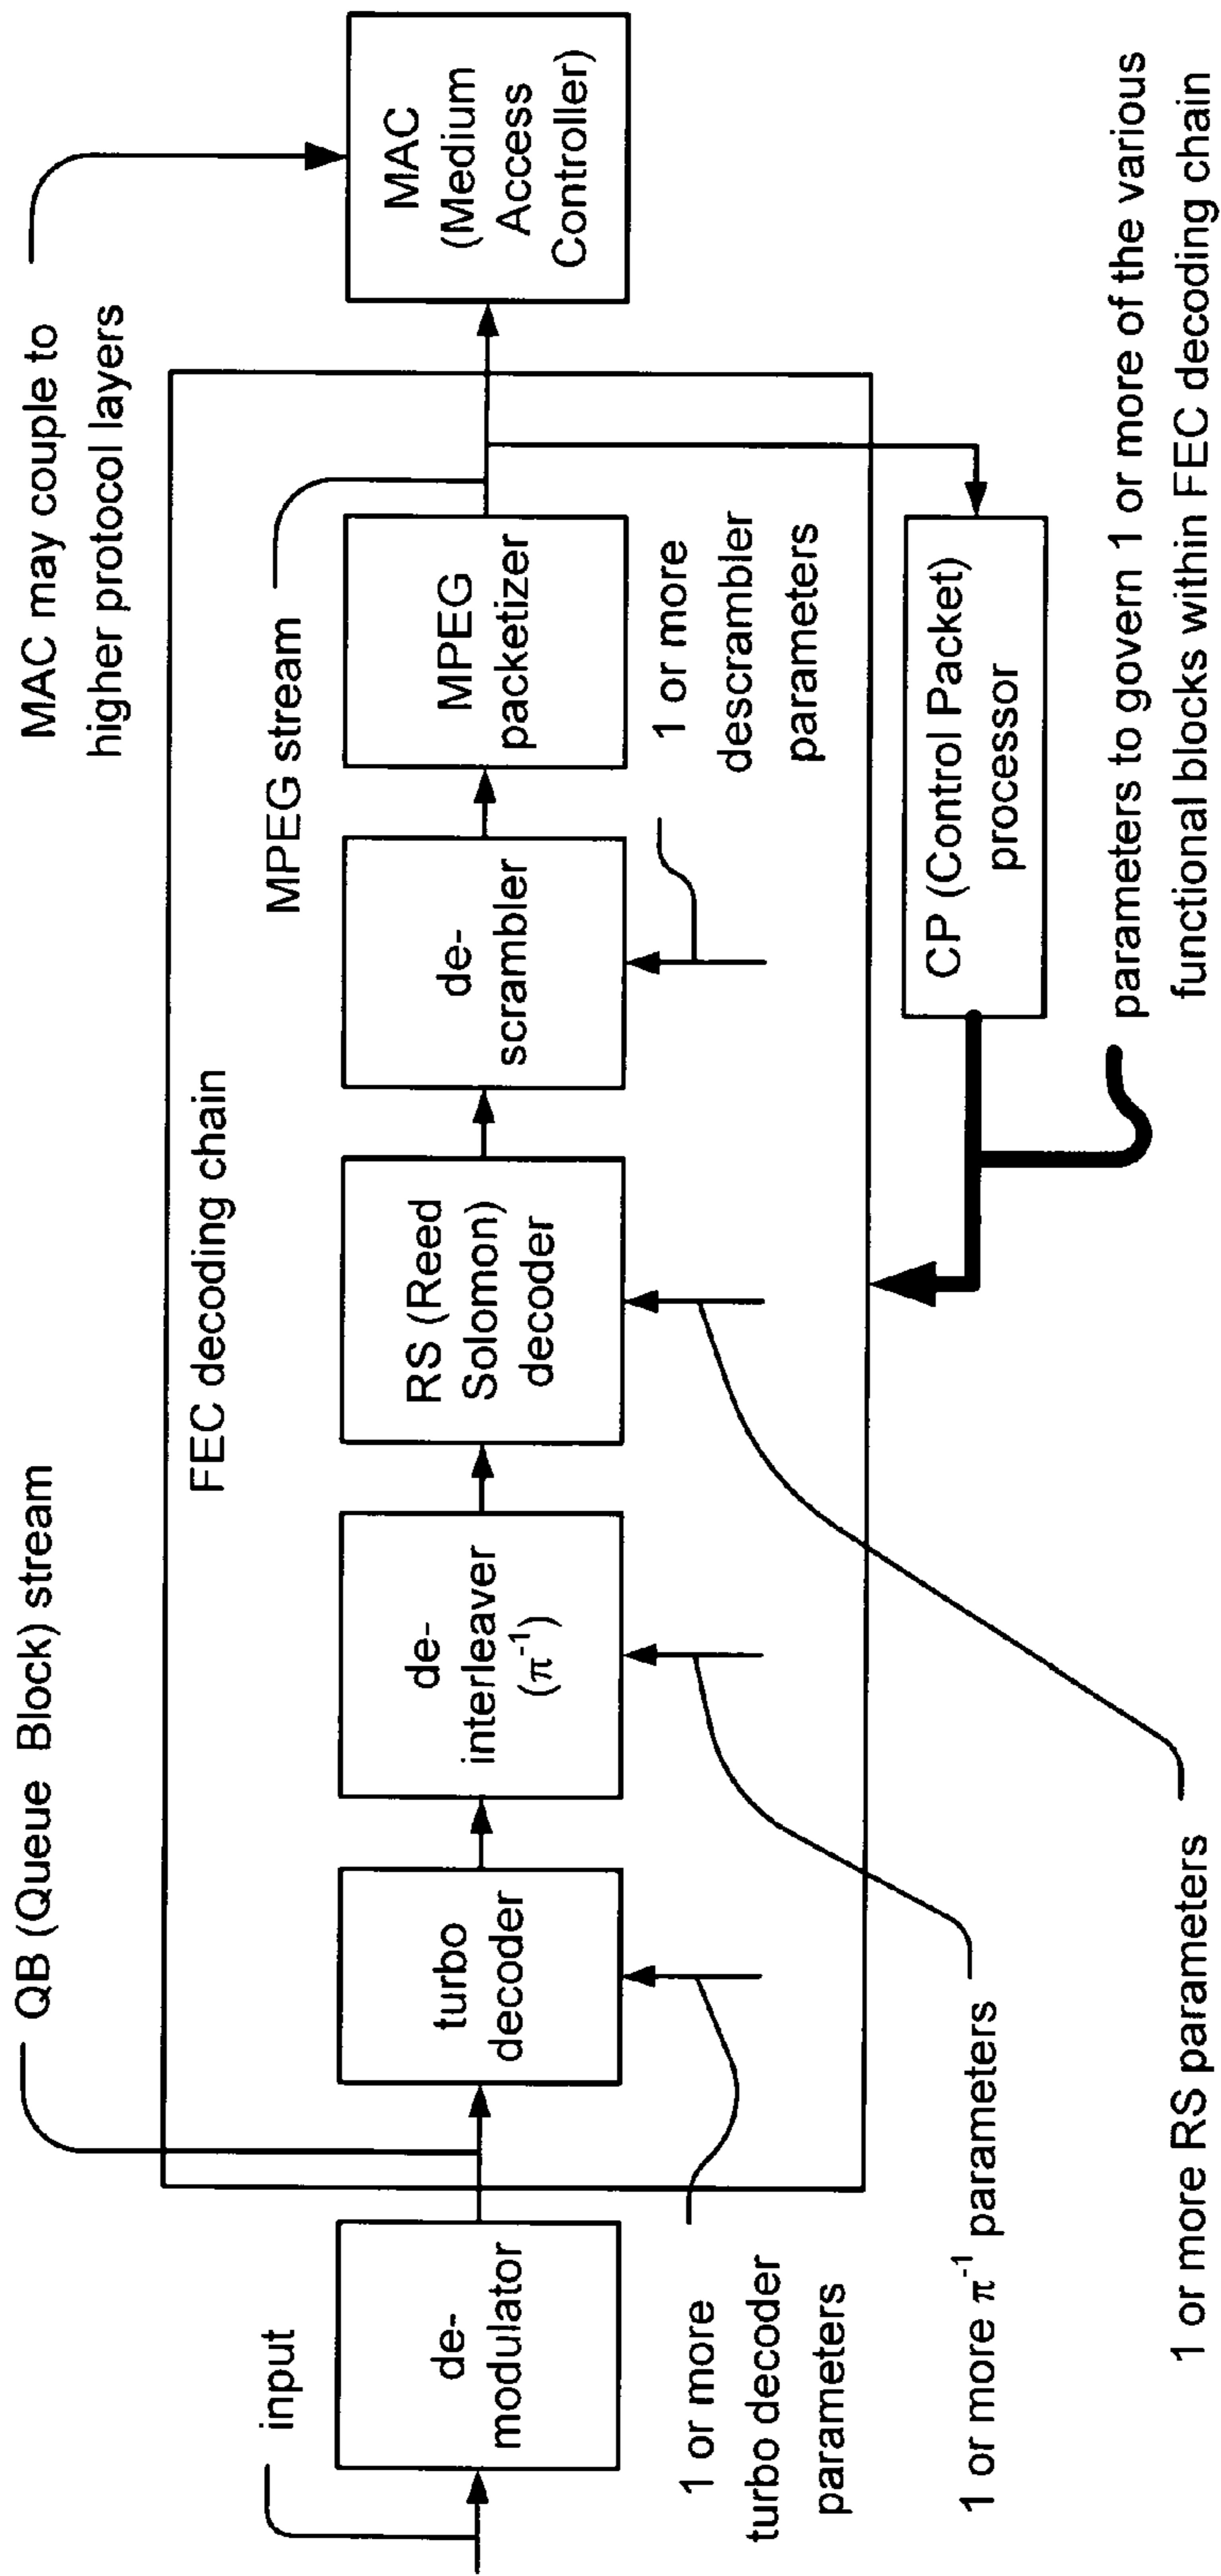 input
QB (Queue Block) stream
MAC may couple to
higher protocol layers
FEC decoding chain
MPEG stream
de-
modulator
turbo
decoder
de-
interleaver
(π⁻¹)
RS (Reed
Solomon)
decoder
de-
scrambler
MPEG
packetizer
MAC
(Medium
Access
Controller)
1 or more
turbo decoder
parameters
1 or more π⁻¹ parameters
1 or more RS parameters
1 or more
descrambler
parameters
CP (Control Packet)
processor
parameters to govern 1 or more of the various
functional blocks within FEC decoding chain